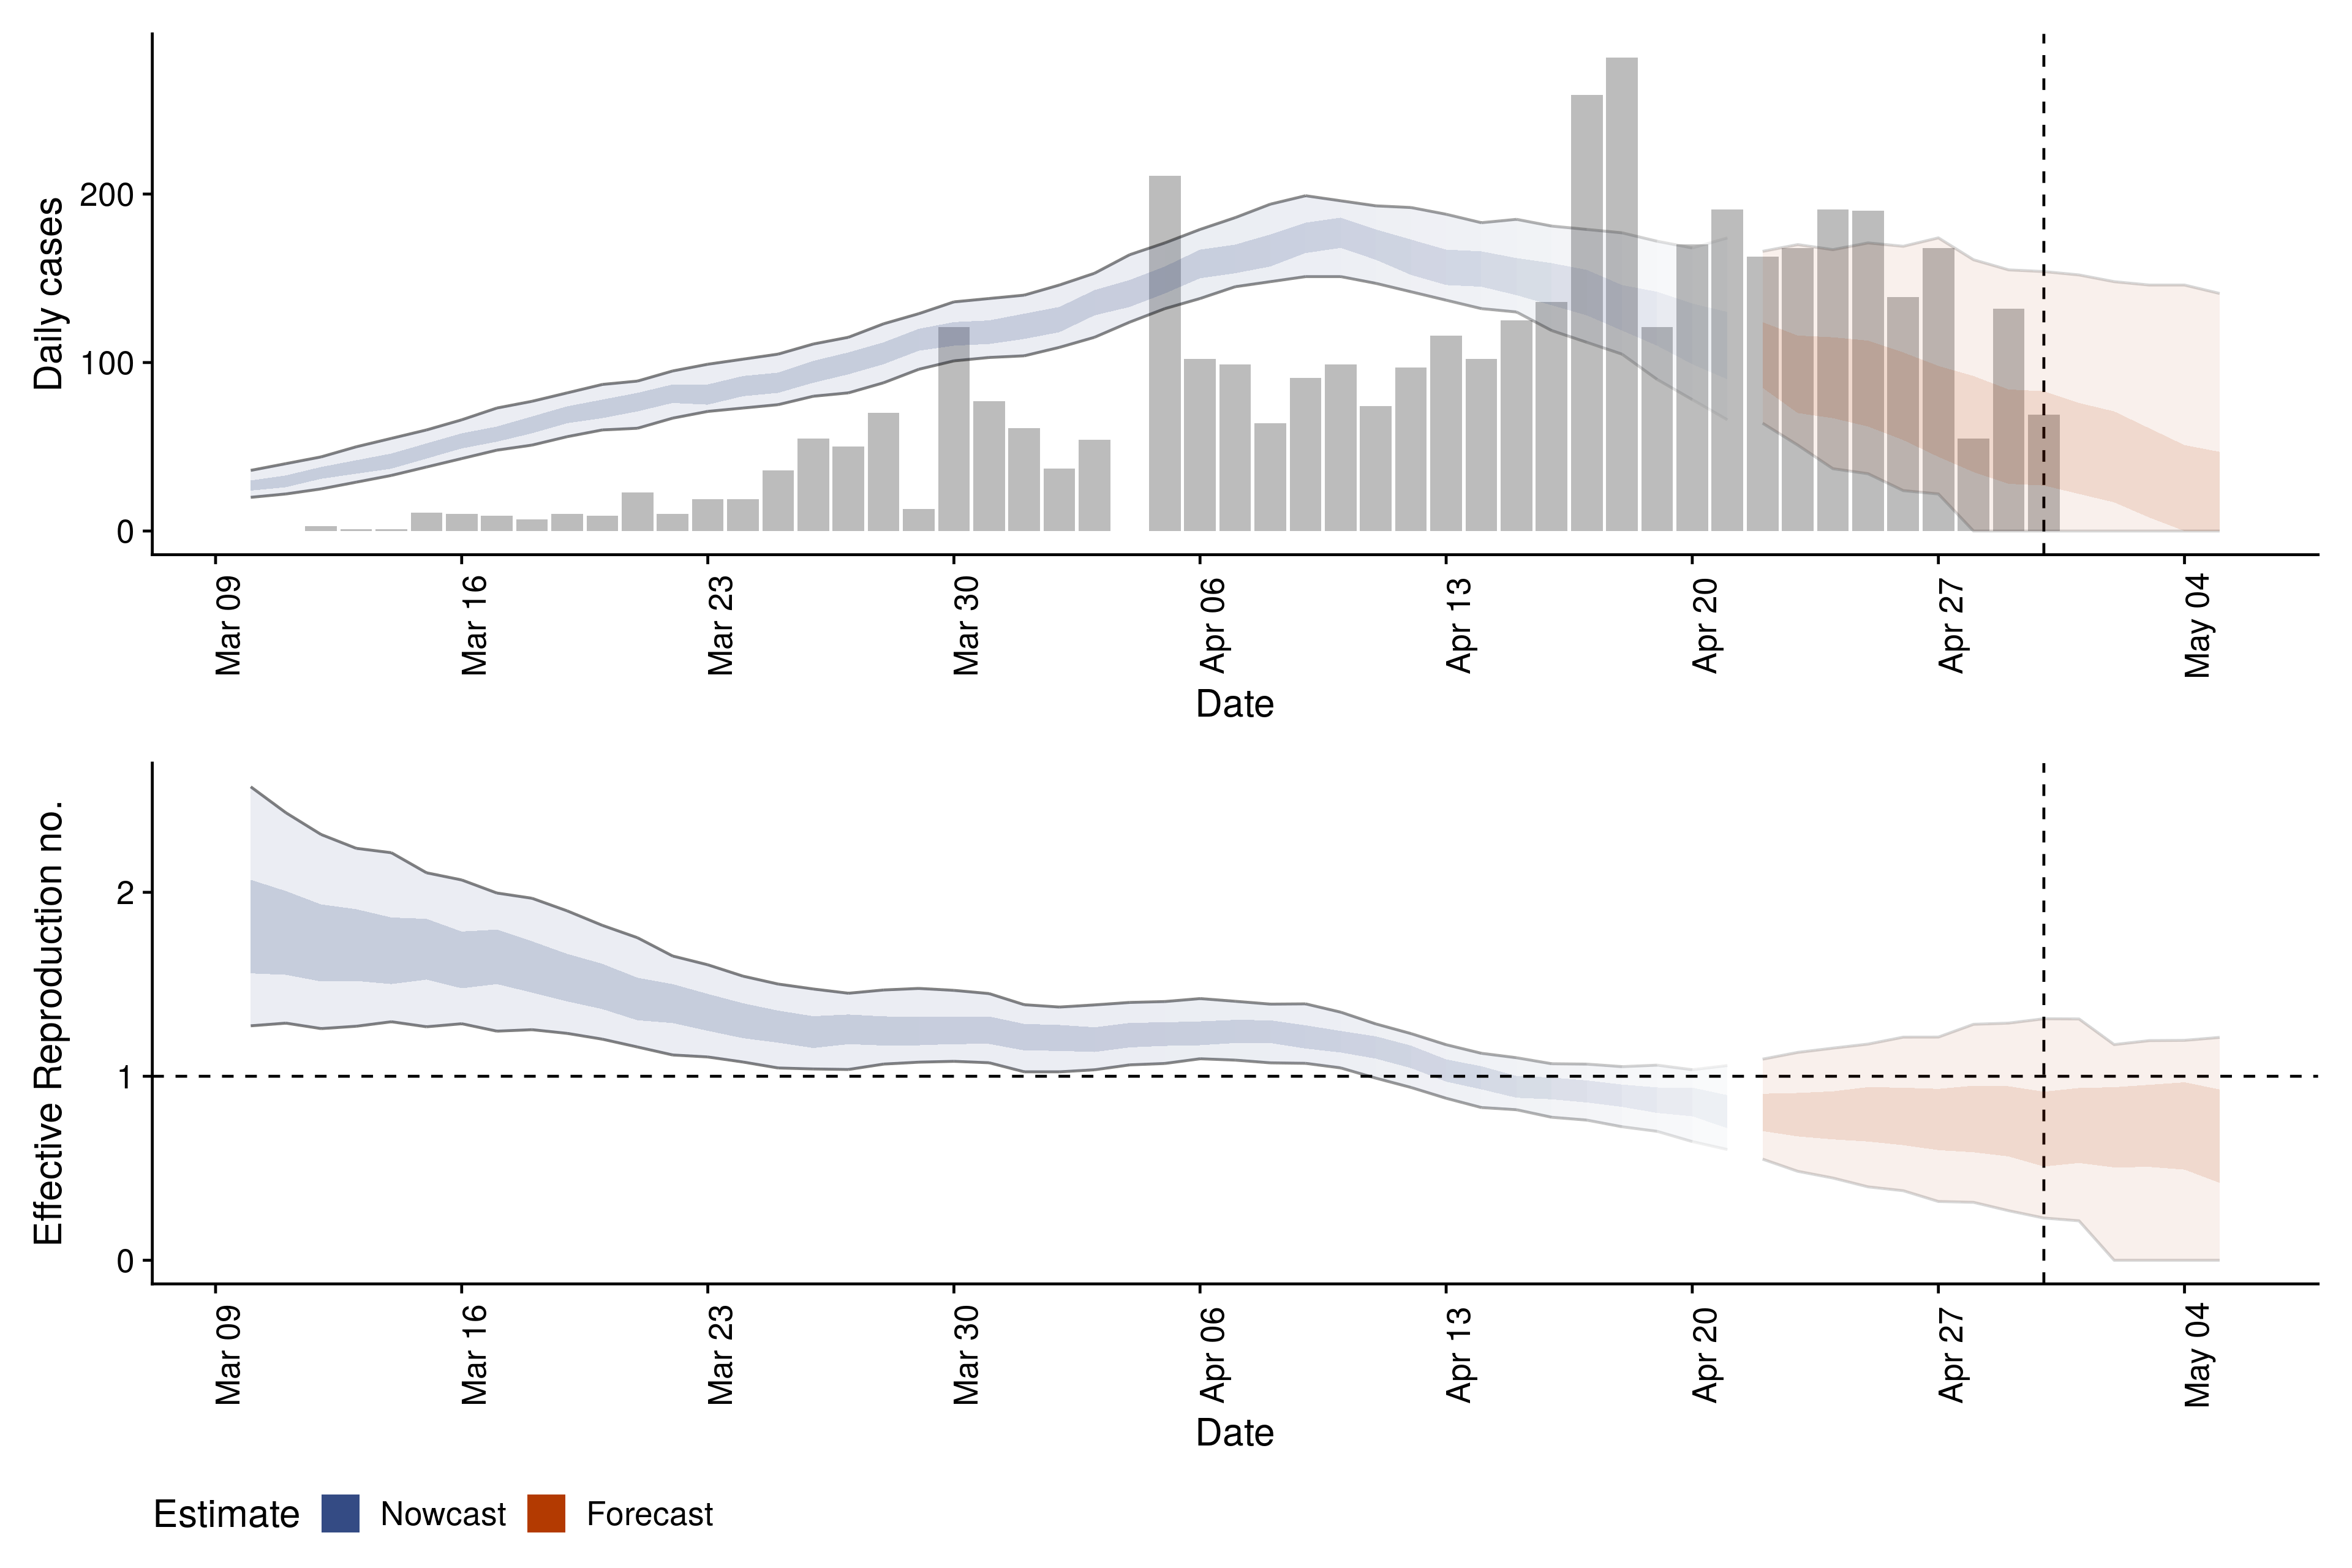 Daily cases
200
100
0
Mar 09
Mar 16
Mar 23
Mar 30
Apr 06
Apr 13
Apr 20
Apr 27
May 04
Date
Effective Reproduction no.
2
1
0
Mar 09
Mar 16
Mar 23
Mar 30
Apr 06
Apr 13
Apr 20
Apr 27
May 04
Date
Estimate Nowcast Forecast